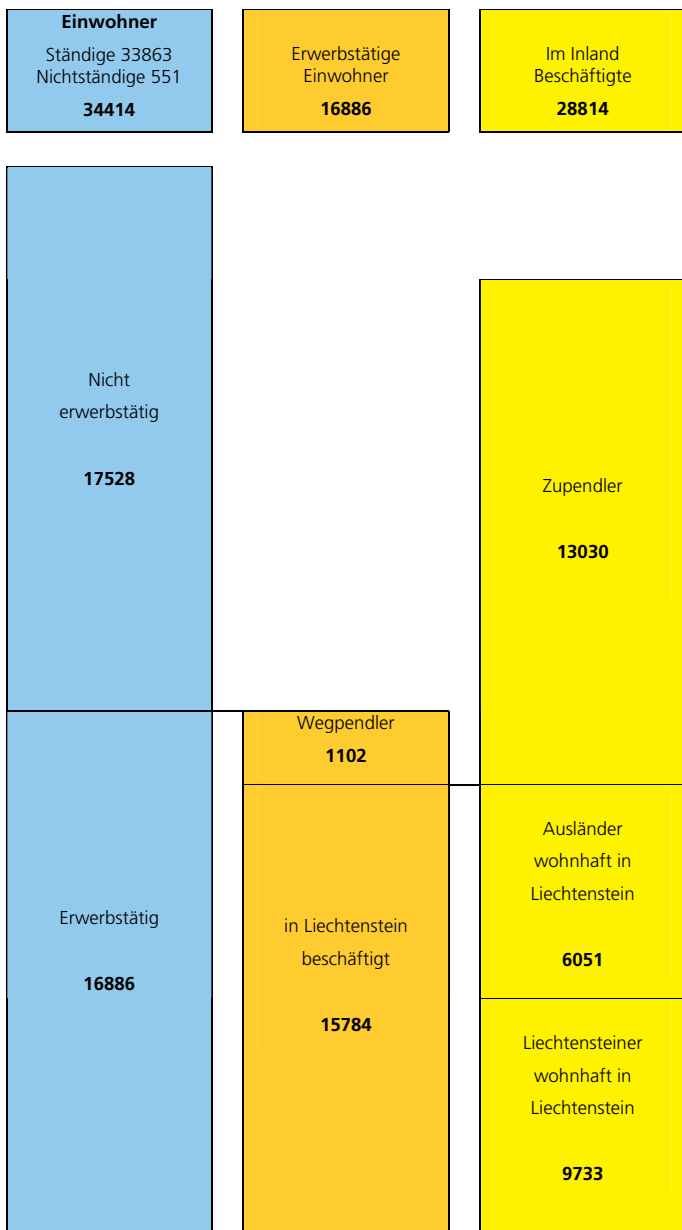 Einwohner
Ständige 33863
Nichtständige 551
34414
Erwerbstätige
Einwohner
16886
Im Inland
Beschäftigte
28814
Nicht
erwerbstätig
17528
Zupendler
13030
Wegpendler
1102
Erwerbstätig
16886
in Liechtenstein
beschäftigt
15784
Ausländer
wohnhaft in
Liechtenstein
6051
Liechtensteiner
wohnhaft in
Liechtenstein
9733